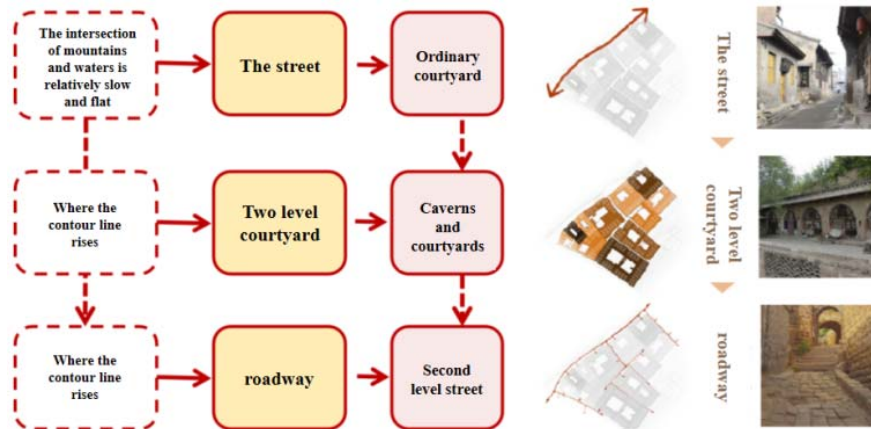 The intersection
of mountains
and waters is
relatively slow
and flat
The street
Ordinary
courtyard
The street
Where the
contour line
rises
Two level
courtyard
Caverns
and
courtyards
Two level
courtyard
Where the
contour line
rises
roadway
Second
level street
roadway